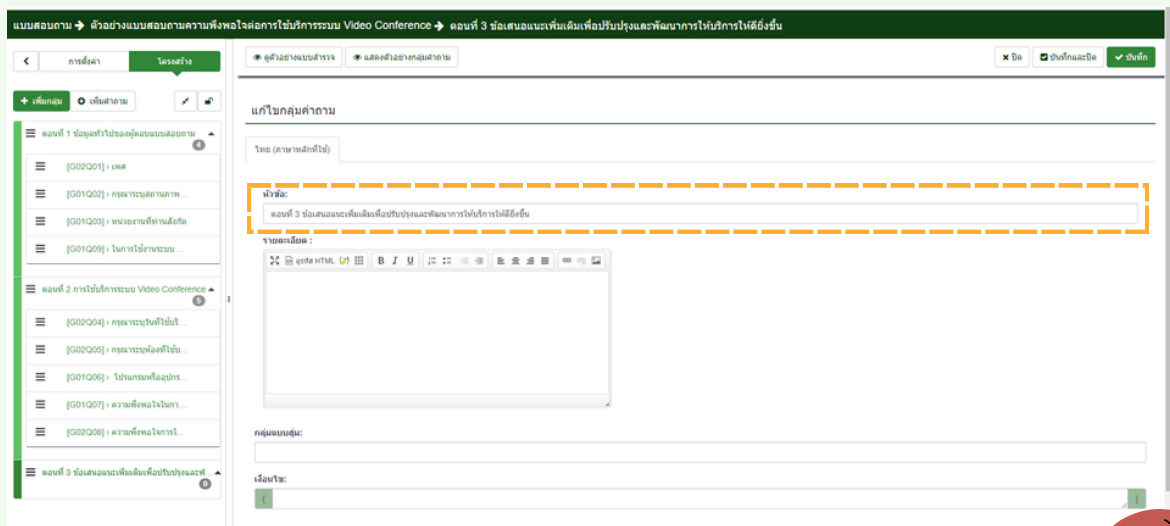 แบบสอบถาม → ตัวอย่างแบบสอบถามความพึงพอใจต่อการใช้บริการระบบ Video Conference → ตอนที่ 3 ข้อเสนอแนะเพิ่มเติมเพื่อปรับปรุงและพัฒนาการให้บริการให้ดียิ่งขึ้น
การตั้งค่า โครงสร้าง
ดูตัวอย่างแบบสำรวจ แสดงตัวอย่างกลุ่มคำถาม
ปิด บันทึกและปิด บันทึก
เพิ่มกลุ่ม เพิ่มคำถาม
แก้ไขกลุ่มคำถาม
ตอนที่ 1 ข้อมูลทั่วไปของผู้ตอบแบบสอบถาม
4
[G02Q01] › เพศ
[G01Q02] › กรุณาระบุสถานภาพ...
[G01Q03] › หน่วยงานที่ท่านสังกัด
[G01Q09] › ในการใช้งานระบบ ...
ตอนที่ 2 การใช้บริการระบบ Video Conference
5
[G02Q04] › กรุณาระบุวันที่ใช้บริ...
[G02Q05] › กรุณาระบุห้องที่ใช้บ...
[G01Q06] › โปรแกรมหรืออุปกร...
[G01Q07] › ความพึงพอใจในกา...
[G02Q08] › ความพึงพอใจการใ...
ตอนที่ 3 ข้อเสนอแนะเพิ่มเติมเพื่อปรับปรุงและพั...
0
ไทย (ภาษาหลักที่ใช้)
หัวข้อ:
ตอนที่ 3 ข้อเสนอแนะเพิ่มเติมเพื่อปรับปรุงและพัฒนาการให้บริการให้ดียิ่งขึ้น
รายละเอียด :
ดูรหัส HTML B I U
กลุ่มแบบสุ่ม:
เงื่อนไข:
{ }